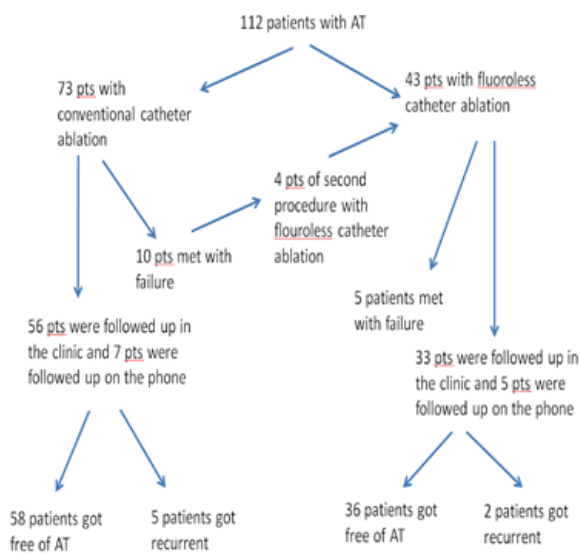 112 patients with AT
73 pts with
conventional catheter
ablation
43 pts with fluoroless
catheter ablation
4 pts of second
procedure with
flouroless catheter
ablation
10 pts met with
failure
5 patients met
with failure
56 pts were followed up in
the clinic and 7 pts were
followed up on the phone
33 pts were followed up in
the clinic and 5 pts were
followed up on the phone
58 patients got
free of AT
5 patients got
recurrent
36 patients got
free of AT
2 patients got
recurrent